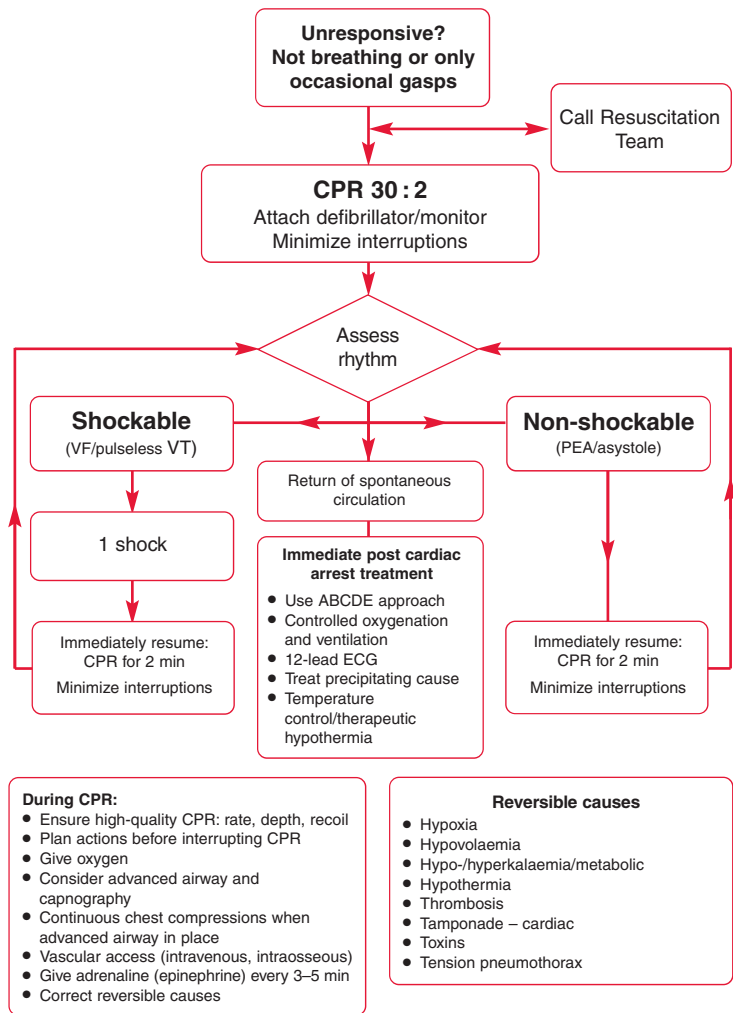 Unresponsive?
Not breathing or only
occasional gasps
Call Resuscitation
Team
CPR 30 : 2
Attach defibrillator/monitor
Minimize interruptions
Assess
rhythm
Shockable
(VF/pulseless VT)
Non-shockable
(PEA/asystole)
Return of spontaneous
circulation
1 shock
Immediate post cardiac
arrest treatment
• Use ABCDE approach
• Controlled oxygenation
and ventilation
• 12-lead ECG
• Treat precipitating cause
• Temperature
control/therapeutic
hypothermia
Immediately resume:
CPR for 2 min
Minimize interruptions
Immediately resume:
CPR for 2 min
Minimize interruptions
During CPR:
• Ensure high-quality CPR: rate, depth, recoil
• Plan actions before interrupting CPR
• Give oxygen
• Consider advanced airway and
capnography
• Continuous chest compressions when
advanced airway in place
• Vascular access (intravenous, intraosseous)
• Give adrenaline (epinephrine) every 3–5 min
• Correct reversible causes
Reversible causes
• Hypoxia
• Hypovolaemia
• Hypo-/hyperkalaemia/metabolic
• Hypothermia
• Thrombosis
• Tamponade – cardiac
• Toxins
• Tension pneumothorax